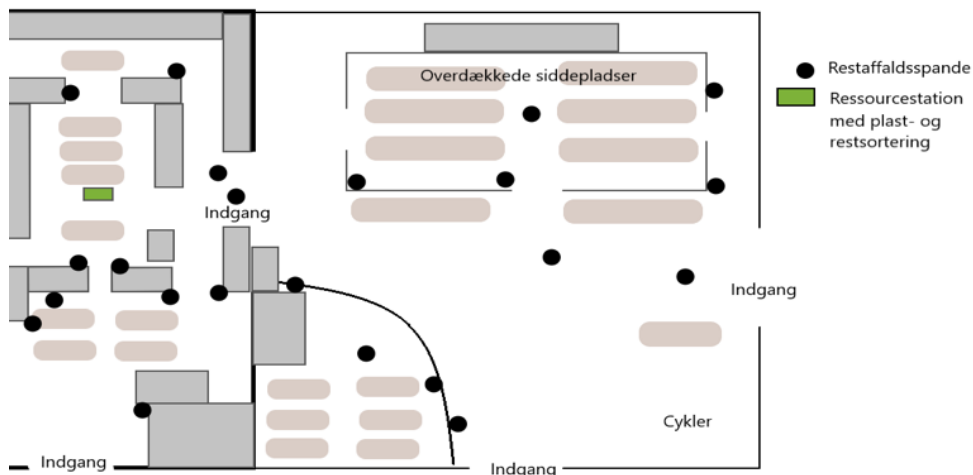 Overdækkede siddepladser
Restaffaldsspande
Ressourcestation
med plast- og
restsortering
Indgang
Indgang
Cykler
Indgang
Indgang